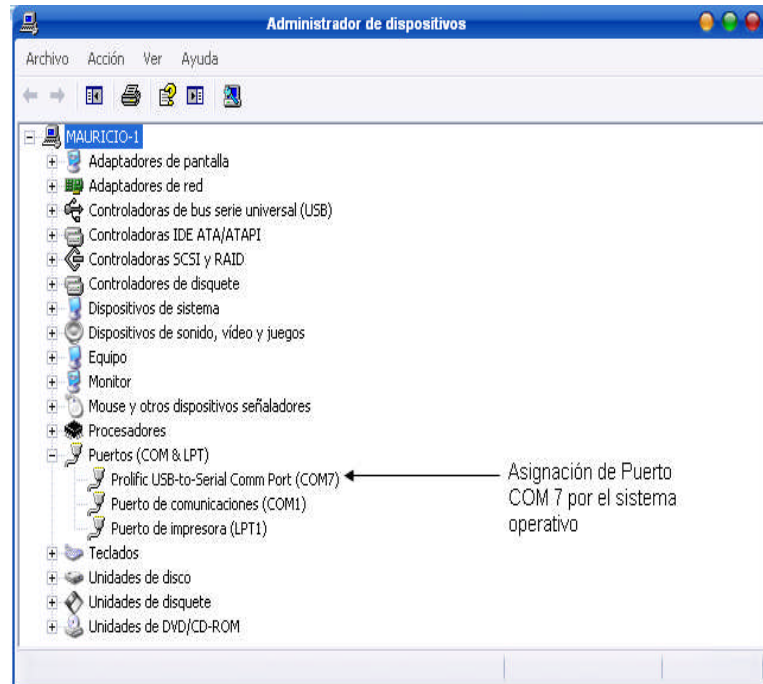 Administrador de dispositivos
Archivo Acción Ver Ayuda
MAURICIO-1
Adaptadores de pantalla
Adaptadores de red
Controladoras de bus serie universal (USB)
Controladoras IDE ATA/ATAPI
Controladoras SCSI y RAID
Controladores de disquete
Dispositivos de sistema
Dispositivos de sonido, vídeo y juegos
Equipo
Monitor
Mouse y otros dispositivos señaladores
Procesadores
Puertos (COM & LPT)
Prolific USB-to-Serial Comm Port (COM7)
Puerto de comunicaciones (COM1)
Puerto de impresora (LPT1)
Teclados
Unidades de disco
Unidades de disquete
Unidades de DVD/CD-ROM
Asignación de Puerto
COM 7 por el sistema
operativo